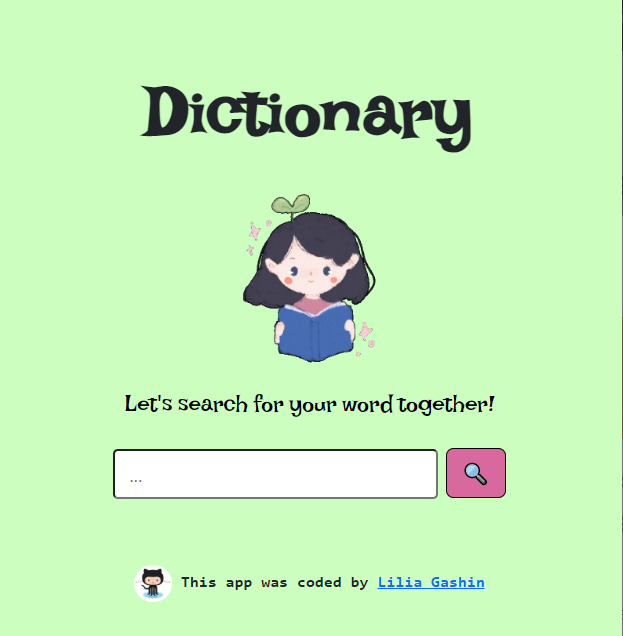 Dictionary
Let's search for your word together!
...
This app was coded by Lilia Gashin